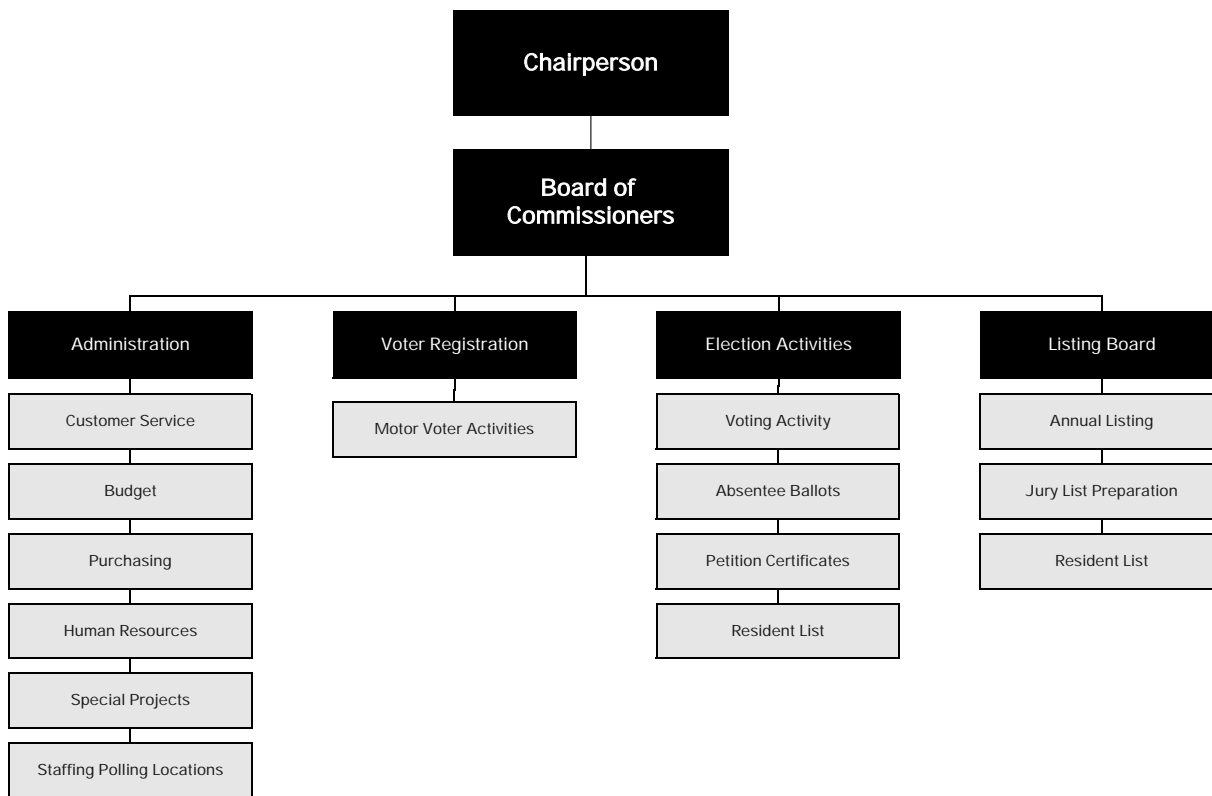 Chairperson
Board of
Commissioners
Administration
Customer Service
Budget
Purchasing
Human Resources
Special Projects
Staffing Polling Locations
Voter Registration
Motor Voter Activities
Election Activities
Voting Activity
Absentee Ballots
Petition Certificates
Resident List
Listing Board
Annual Listing
Jury List Preparation
Resident List